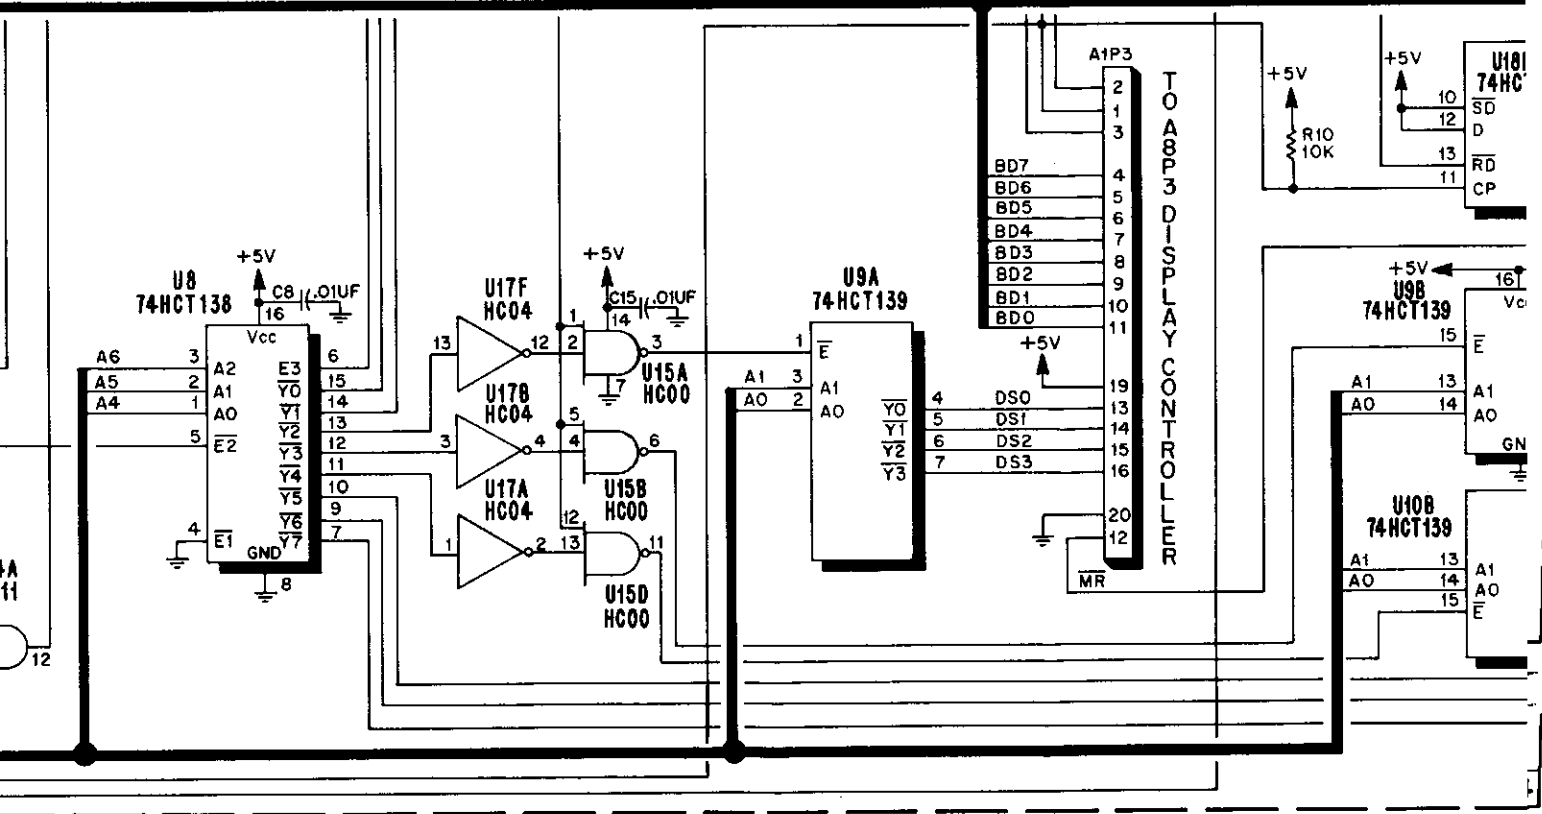 A1P3
TO A8P3 DISPLAY CONTROLLER
2
1
3
BD7 4
BD6 5
BD5 6
BD4 7
BD3 8
BD2 9
BD1 10
BD0 11
+5V
19
DS0 13
DS1 14
DS2 15
DS3 16
20
12
MR
+5V
R10
10K
+5V
U18
74HC
10 SD
12 D
13 RD
11 CP
U8
74HCT138
+5V
C8 .01UF
16
Vcc
A6 3 A2
A5 2 A1
A4 1 A0
5 E2
4 E1
GND
8
E3 6
Y0 15
Y1 14
Y2 13
Y3 12
Y4 11
Y5 10
Y6 9
Y7 7
U17F
HC04
13 12
U17B
HC04
3 4
U17A
HC04
1 2
+5V
C15 .01UF
14
1
2
3
7
U15A
HC00
5
4
6
U15B
HC00
12
13
11
U15D
HC00
U9A
74HCT139
1 E
A1 3 A1
A0 2 A0
Y0 4
Y1 5
Y2 6
Y3 7
+5V
16
U9B
74HCT139
Vc
15 E
A1 13 A1
A0 14 A0
GN
U10B
74HCT139
A1 13 A1
A0 14 A0
15 E
4A
11
12